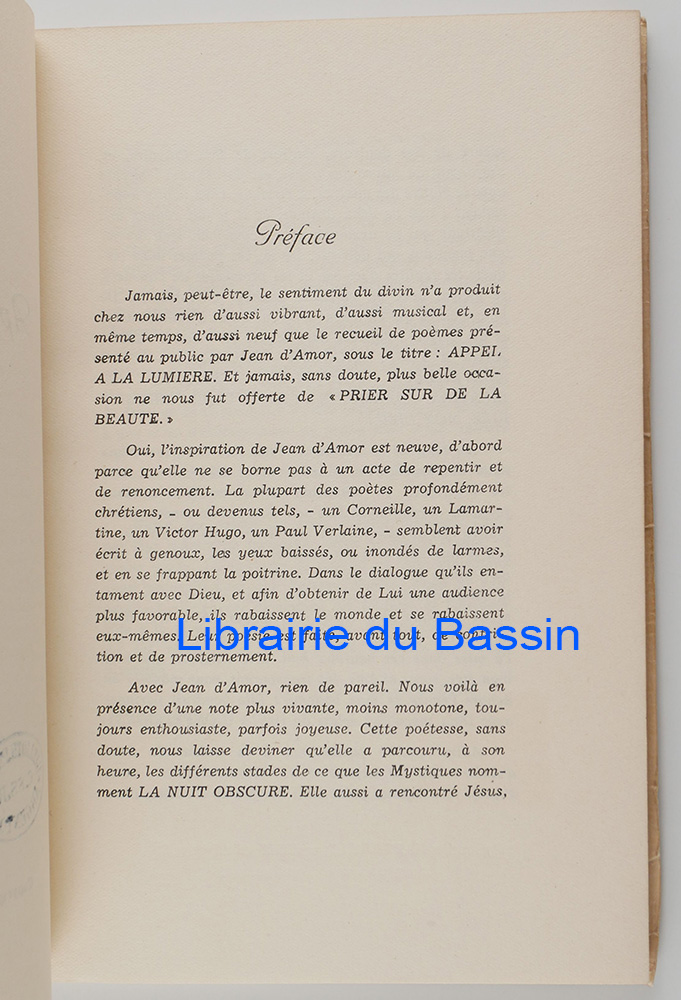 Préface
Jamais, peut-être, le sentiment du divin n'a produit
chez nous rien d'aussi vibrant, d'aussi musical et, en
même temps, d'aussi neuf que le recueil de poèmes pré-
senté au public par Jean d'Amor, sous le titre : APPEL
A LA LUMIERE. Et jamais, sans doute, plus belle occa-
sion ne nous fut offerte de « PRIER SUR DE LA
BEAUTE. »
Oui, l'inspiration de Jean d'Amor est neuve, d'abord
parce qu'elle ne se borne pas à un acte de repentir et
de renoncement. La plupart des poètes profondément
chrétiens, - ou devenus tels, - un Corneille, un Lamar-
tine, un Victor Hugo, un Paul Verlaine, - semblent avoir
écrit à genoux, les yeux baissés, ou inondés de larmes,
et en se frappant la poitrine. Dans le dialogue qu'ils en-
tament avec Dieu, et afin d'obtenir de Lui une audience
plus favorable, ils rabaissent le monde et se rabaissent
eux-mêmes. Leur poésie est faite, avant tout, de contri-
tion et de prosternement.
Librairie du Bassin
Avec Jean d'Amor, rien de pareil. Nous voilà en
présence d'une note plus vivante, moins monotone, tou-
jours enthousiaste, parfois joyeuse. Cette poétesse, sans
doute, nous laisse deviner qu'elle a parcouru, à son
heure, les différents stades de ce que les Mystiques nom-
ment LA NUIT OBSCURE. Elle aussi a rencontré Jésus,